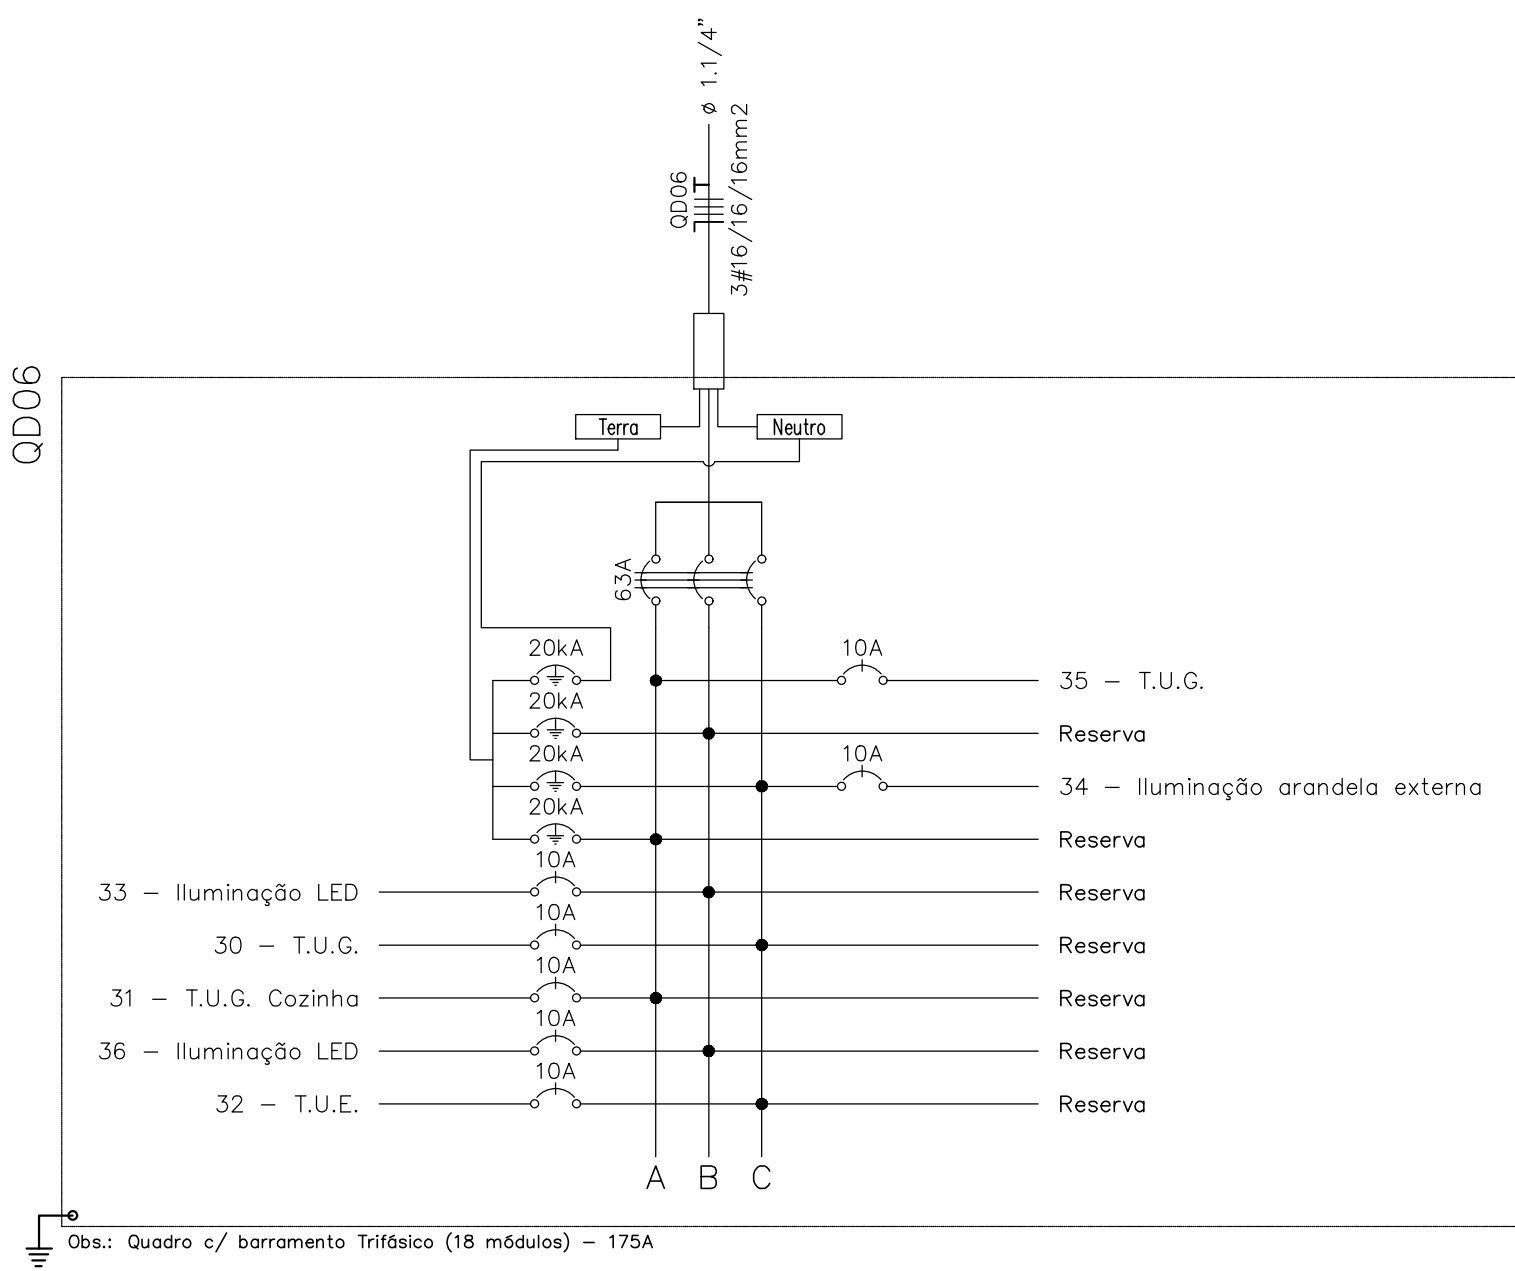 ø 1.1/4"
QD06
3#16/16/16mm2
QD06
Terra
Neutro
63A
20kA
10A
35 – T.U.G.
20kA
Reserva
20kA
10A
34 – Iluminação arandela externa
20kA
Reserva
10A
33 – Iluminação LED
Reserva
10A
30 – T.U.G.
Reserva
10A
31 – T.U.G. Cozinha
Reserva
10A
36 – Iluminação LED
Reserva
10A
32 – T.U.E.
Reserva
A B C
Obs.: Quadro c/ barramento Trifásico (18 módulos) – 175A